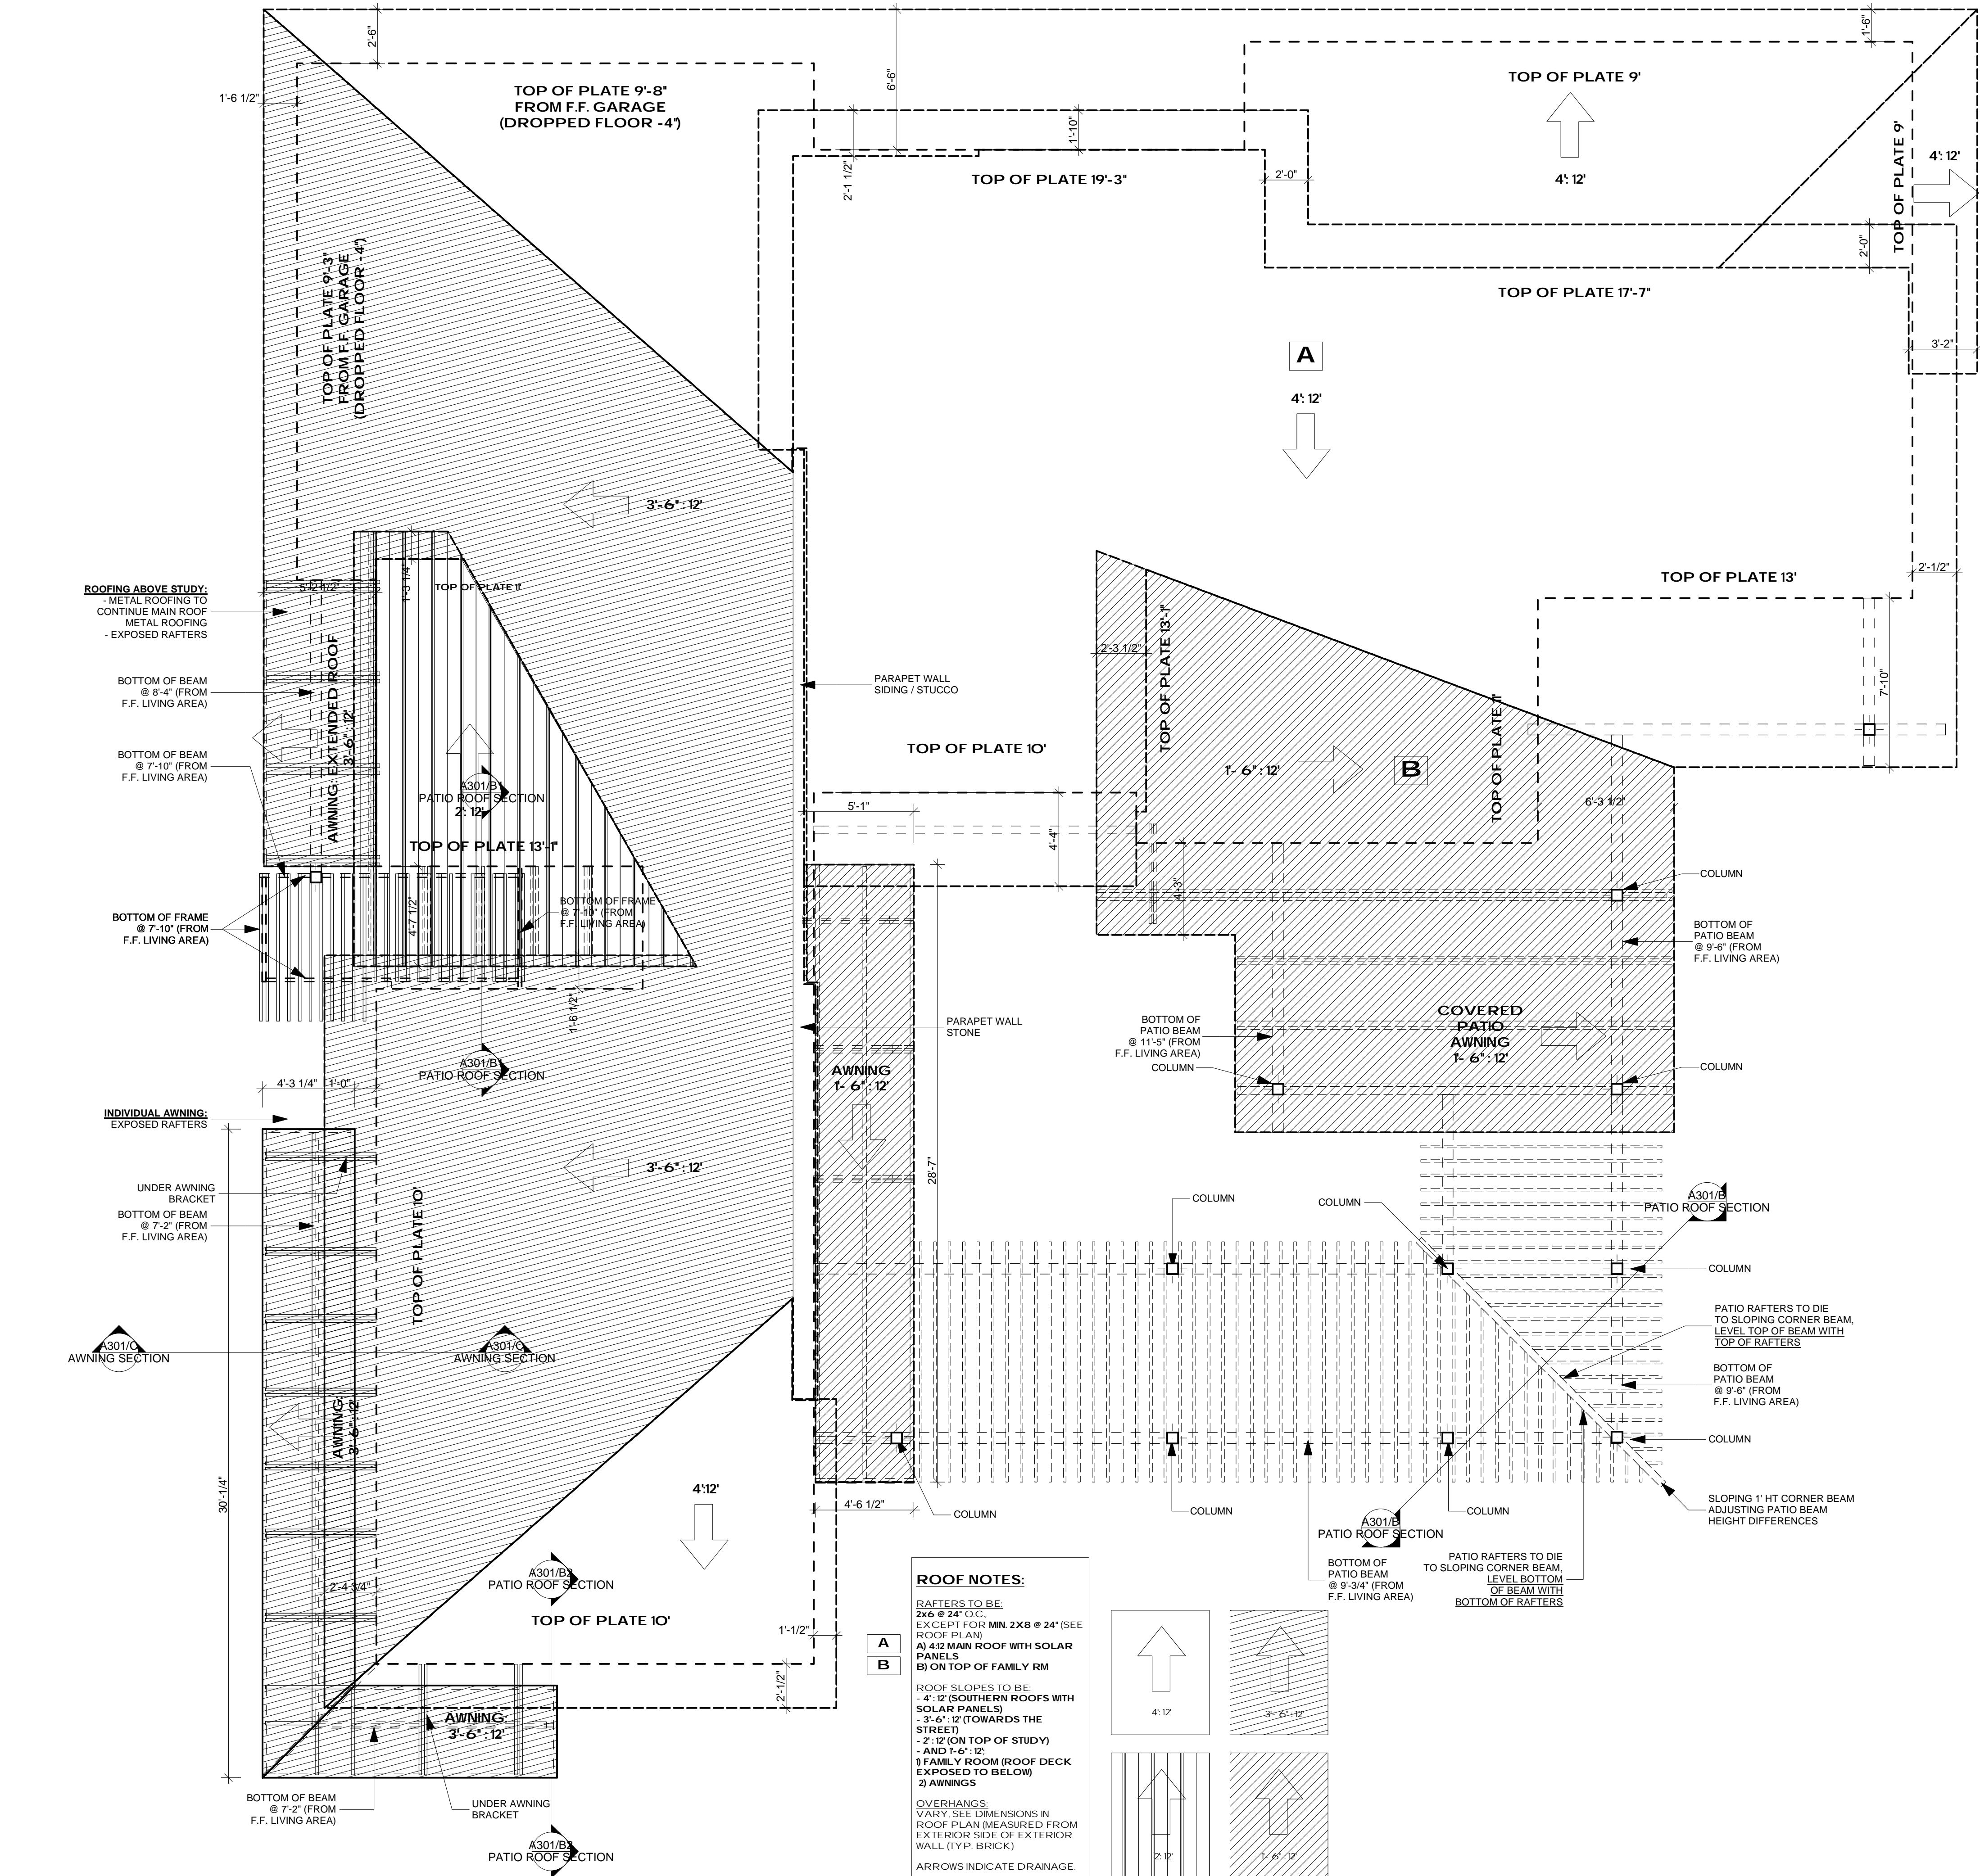 2'-6"
6'-6"
1'-6"
1'-6 1/2"
TOP OF PLATE 9'-8"
FROM F.F. GARAGE
(DROPPED FLOOR -4")
TOP OF PLATE 9'
4': 12'
TOP OF PLATE 9'
4': 12'
1'-10"
2'-1 1/2"
TOP OF PLATE 19'-3"
2'-0"
2'-0"
TOP OF PLATE 17'-7"
TOP OF PLATE 9'-3"
FROM F.F. GARAGE
(DROPPED FLOOR -4")
3'-2"
A
4': 12'
3'-6" : 12'
ROOFING ABOVE STUDY:
- METAL ROOFING TO
CONTINUE MAIN ROOF
METAL ROOFING
- EXPOSED RAFTERS
5'-2 1/2"
1'-3 1/4"
TOP OF PLATE 11'
TOP OF PLATE 13'
2'-1/2"
7'-10"
BOTTOM OF BEAM
@ 8'-4" (FROM
F.F. LIVING AREA)
AWNING: EXTENDED ROOF
3'-6" : 12'
PARAPET WALL
SIDING / STUCCO
2'-3 1/2"
TOP OF PLATE 13'-1"
TOP OF PLATE 11'
BOTTOM OF BEAM
@ 7'-10" (FROM
F.F. LIVING AREA)
A301/B1
PATIO ROOF SECTION
2': 12'
TOP OF PLATE 13'-1"
TOP OF PLATE 10'
1'- 6" : 12'
B
6'-3 1/2"
5'-1"
4'-4"
4'-3"
COLUMN
BOTTOM OF FRAME
@ 7'-10" (FROM
F.F. LIVING AREA)
4'-7 1/2"
BOTTOM OF FRAME
@ 7'-10" (FROM
F.F. LIVING AREA)
BOTTOM OF
PATIO BEAM
@ 9'-6" (FROM
F.F. LIVING AREA)
1'-6 1/2"
PARAPET WALL
STONE
BOTTOM OF
PATIO BEAM
@ 11'-5" (FROM
F.F. LIVING AREA)
COLUMN
COVERED
PATIO
AWNING
1'- 6" : 12'
COLUMN
A301/B1
PATIO ROOF SECTION
4'-3 1/4"
1'-0"
INDIVIDUAL AWNING:
EXPOSED RAFTERS
AWNING
1'- 6" : 12'
28'-7"
3'-6" : 12'
UNDER AWNING
BRACKET
BOTTOM OF BEAM
@ 7'-2" (FROM
F.F. LIVING AREA)
TOP OF PLATE 10'
COLUMN
COLUMN
A301/B
PATIO ROOF SECTION
COLUMN
PATIO RAFTERS TO DIE
TO SLOPING CORNER BEAM,
LEVEL TOP OF BEAM WITH
TOP OF RAFTERS
A301/C
AWNING SECTION
A301/C
AWNING SECTION
BOTTOM OF
PATIO BEAM
@ 9'-6" (FROM
F.F. LIVING AREA)
AWNING:
3'-6" : 12'
COLUMN
30'-1/4"
4':12'
4'-6 1/2"
COLUMN
COLUMN
COLUMN
SLOPING 1' HT CORNER BEAM
ADJUSTING PATIO BEAM
HEIGHT DIFFERENCES
A301/B
PATIO ROOF SECTION
BOTTOM OF
PATIO BEAM
@ 9'-3/4" (FROM
F.F. LIVING AREA)
PATIO RAFTERS TO DIE
TO SLOPING CORNER BEAM,
LEVEL BOTTOM
OF BEAM WITH
BOTTOM OF RAFTERS
2'-4 3/4"
A301/B2
PATIO ROOF SECTION
TOP OF PLATE 10'
1'-1/2"
2'-1/2"
AWNING:
3'-6" : 12'
BOTTOM OF BEAM
@ 7'-2" (FROM
F.F. LIVING AREA)
UNDER AWNING
BRACKET
A301/B2
PATIO ROOF SECTION
A
B
ROOF NOTES:
RAFTERS TO BE:
2x6 @ 24" O.C.,
EXCEPT FOR MIN. 2X8 @ 24" (SEE
ROOF PLAN)
A) 4:12 MAIN ROOF WITH SOLAR
PANELS
B) ON TOP OF FAMILY RM
ROOF SLOPES TO BE:
- 4' : 12' (SOUTHERN ROOFS WITH
SOLAR PANELS)
- 3'-6" : 12' (TOWARDS THE
STREET)
- 2' : 12' (ON TOP OF STUDY)
- AND 1'-6" : 12';
1) FAMILY ROOM (ROOF DECK
EXPOSED TO BELOW)
2) AWNINGS
OVERHANGS:
VARY, SEE DIMENSIONS IN
ROOF PLAN (MEASURED FROM
EXTERIOR SIDE OF EXTERIOR
WALL (TYP. BRICK)
ARROWS INDICATE DRAINAGE.
4': 12'
3'- 6" : 12'
2': 12'
1'- 6" : 12'